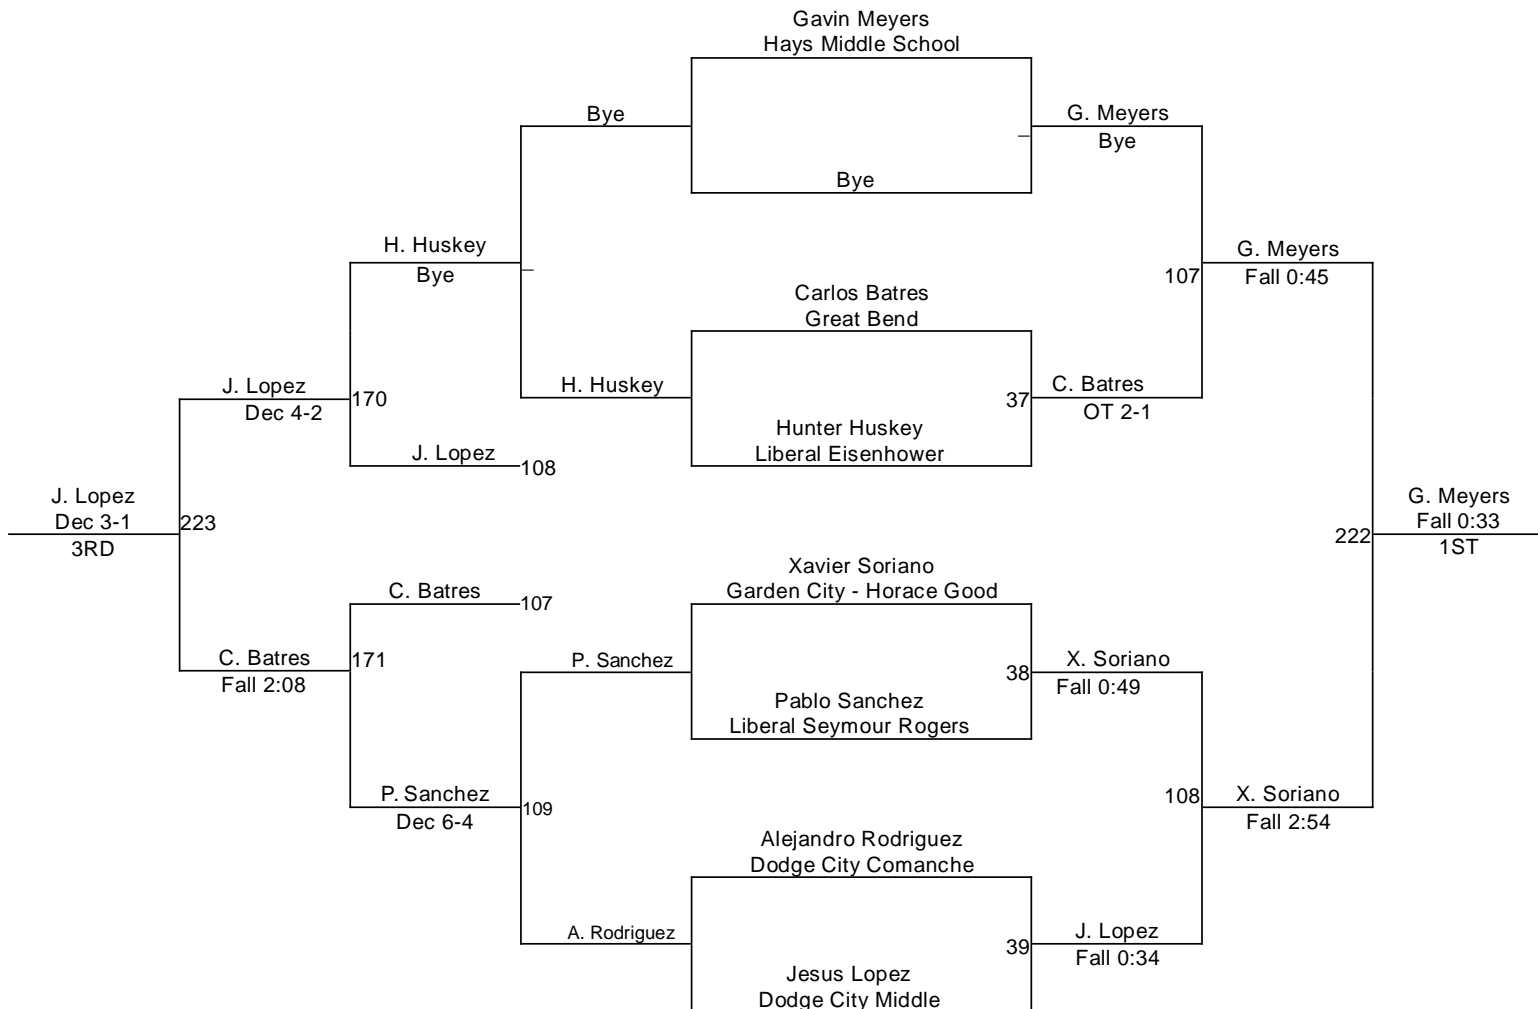 Gavin Meyers
Hays Middle School
Bye
G. Meyers
Bye
Bye
H. Huskey
Bye
G. Meyers
107
Fall 0:45
Carlos Batres
Great Bend
J. Lopez
170
Dec 4-2
H. Huskey
37
C. Batres
OT 2-1
Hunter Huskey
Liberal Eisenhower
J. Lopez
108
J. Lopez
Dec 3-1
223
3RD
G. Meyers
Fall 0:33
222
1ST
Xavier Soriano
Garden City - Horace Good
C. Batres
107
C. Batres
171
Fall 2:08
P. Sanchez
38
X. Soriano
Fall 0:49
Pablo Sanchez
Liberal Seymour Rogers
P. Sanchez
109
Dec 6-4
108
X. Soriano
Fall 2:54
Alejandro Rodriguez
Dodge City Comanche
A. Rodriguez
39
J. Lopez
Fall 0:34
Jesus Lopez
Dodge City Middle